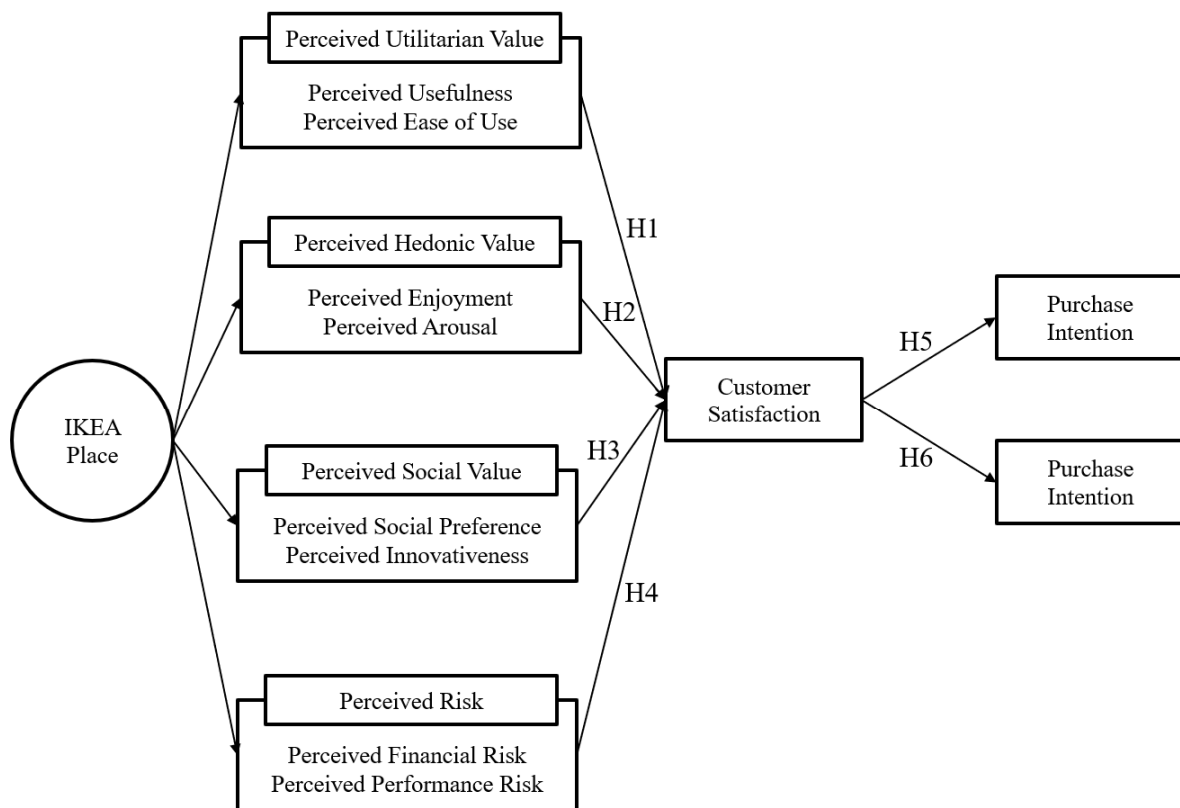 Perceived Utilitarian Value
Perceived Usefulness
Perceived Ease of Use
H1
Perceived Hedonic Value
Perceived Enjoyment
Perceived Arousal
H2
IKEA
Place
Perceived Social Value
Perceived Social Preference
Perceived Innovativeness
H3
Perceived Risk
Perceived Financial Risk
Perceived Performance Risk
H4
Customer
Satisfaction
H5
Purchase
Intention
H6
Purchase
Intention